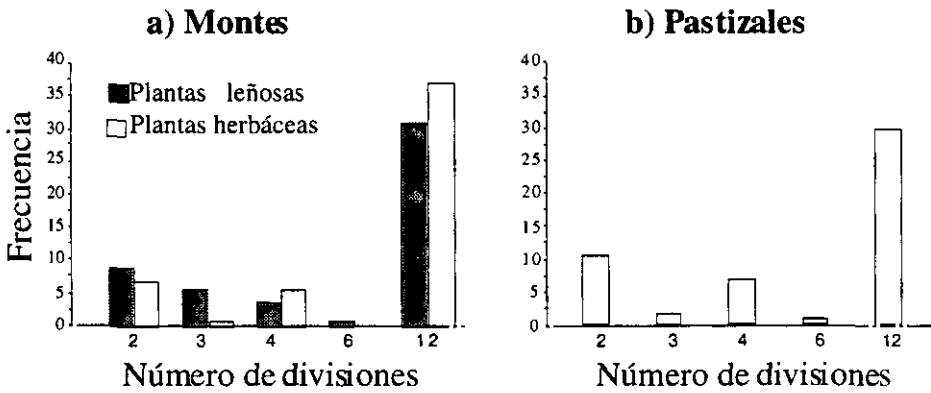 a) Montes
40
35
30
25
20
15
10
5
0
Frecuencia
Plantas leñosas
Plantas herbáceas
2 3 4 6 12
Número de divisiones
b) Pastizales
40
35
30
25
20
15
10
5
0
2 3 4 6 12
Número de divisiones